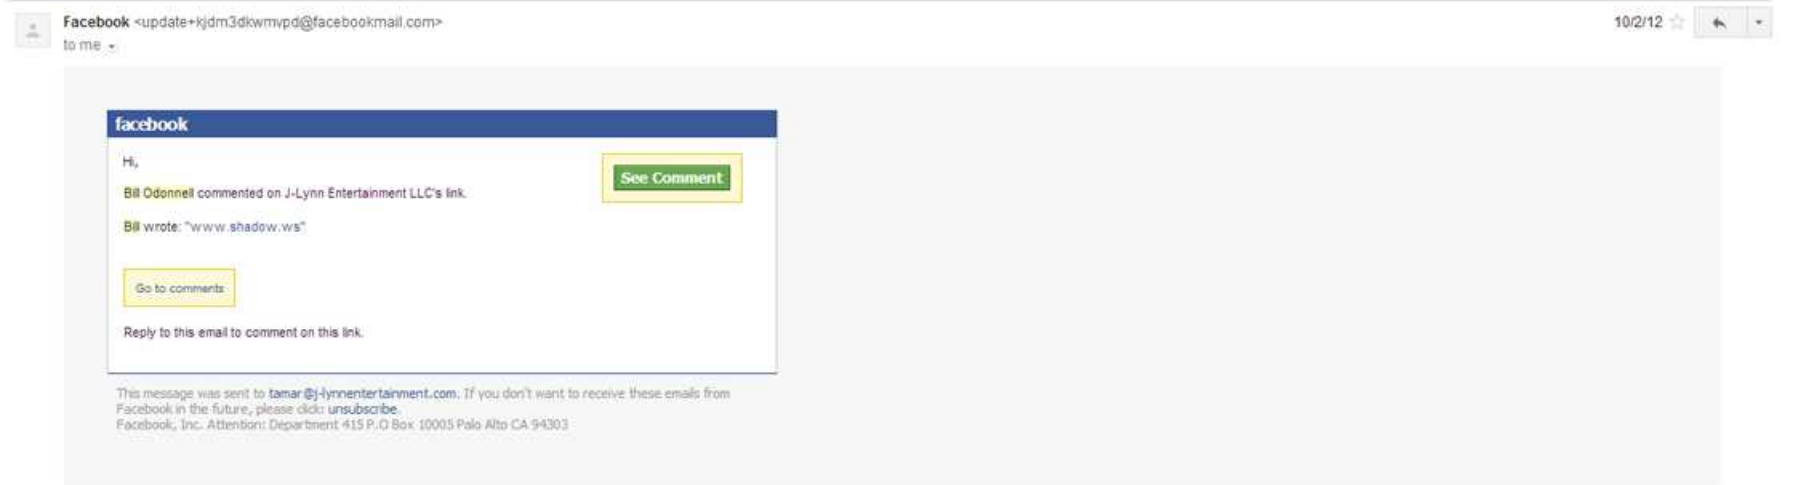 Facebook <update+kjdm3dkwmvpd@facebookmail.com>
10/2/12
to me
facebook
Hi,
See Comment
Bill Odonnell commented on J-Lynn Entertainment LLC's link.
Bill wrote: "www.shadow.ws"
Go to comments
Reply to this email to comment on this link.
This message was sent to tamar@j-lynnentertainment.com. If you don't want to receive these emails from
Facebook in the future, please click: unsubscribe.
Facebook, Inc. Attention: Department 415 P.O Box 10005 Palo Alto CA 94303